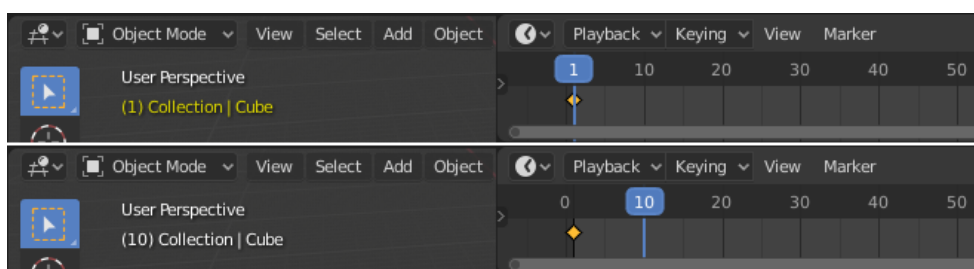 Object Mode View Select Add Object Playback Keying View Marker
User Perspective 1 10 20 30 40 50
(1) Collection | Cube
Object Mode View Select Add Object Playback Keying View Marker
User Perspective 0 10 20 30 40 50
(10) Collection | Cube